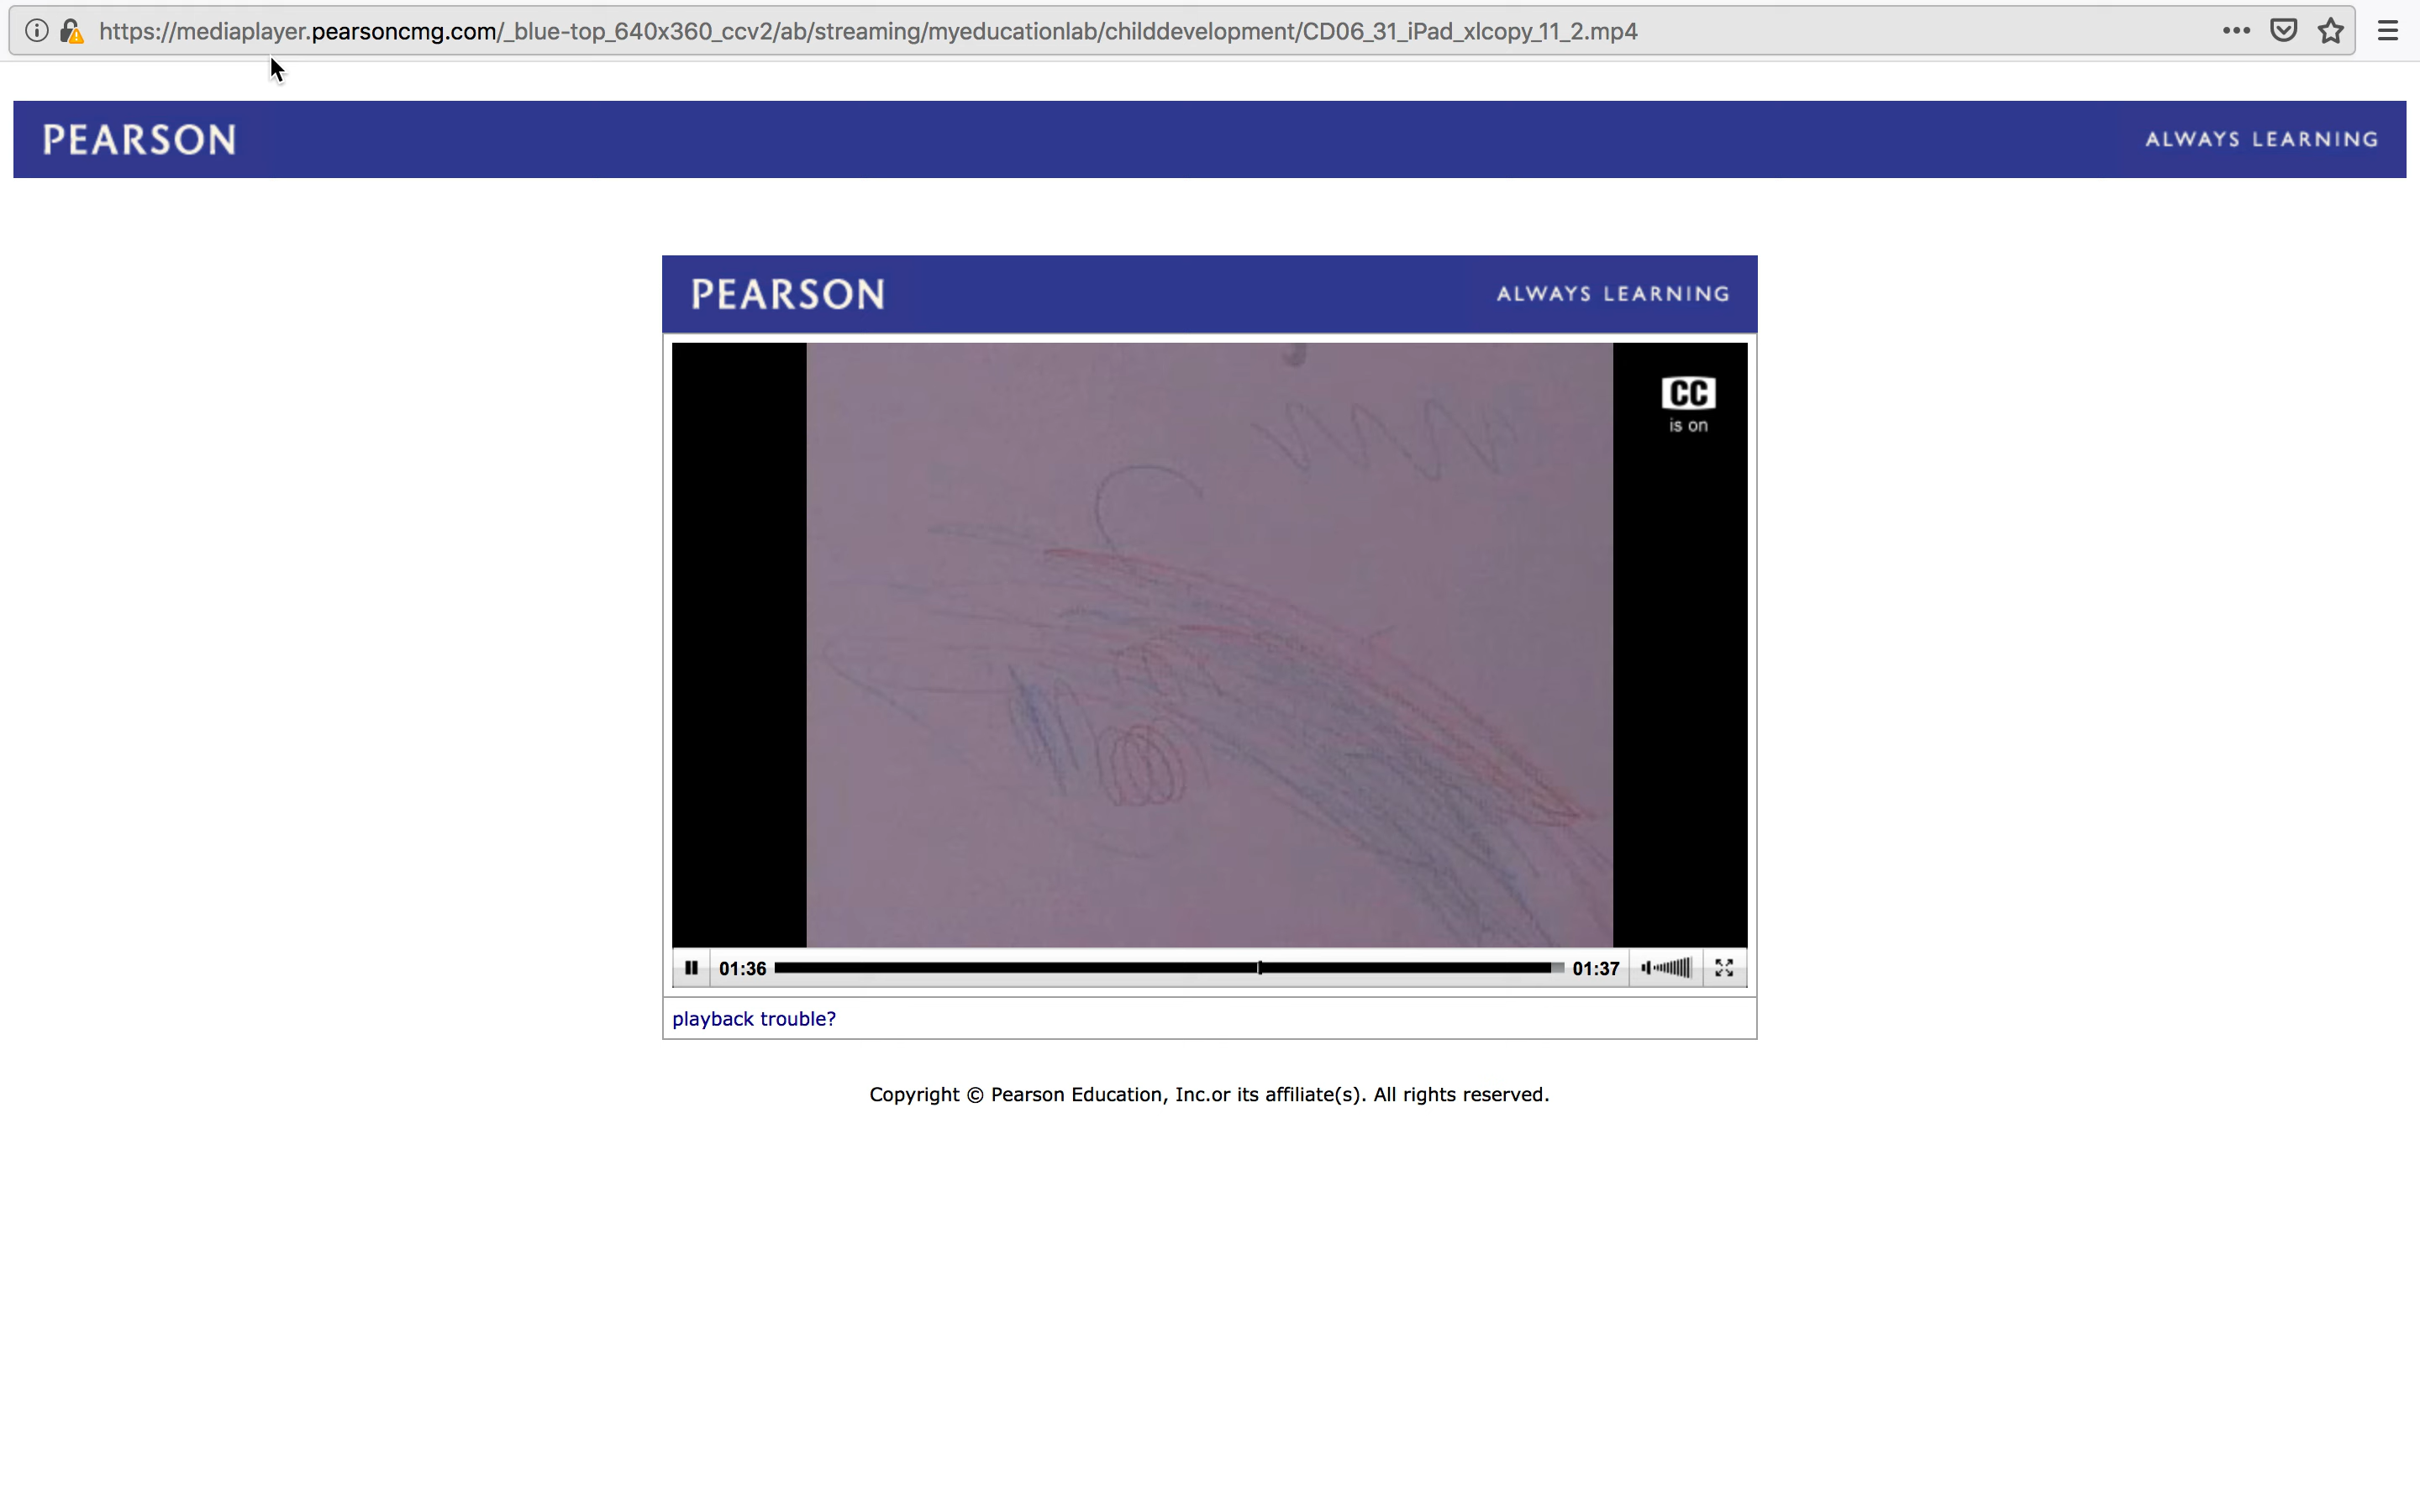 https://mediaplayer.pearsoncmg.com/_blue-top_640x360_ccv2/ab/streaming/myeducationlab/childdevelopment/CD06_31_iPad_xlcopy_11_2.mp4
PEARSON
ALWAYS LEARNING
PEARSON
ALWAYS LEARNING
CC
is on
01:36
01:37
playback trouble?
Copyright © Pearson Education, Inc.or its affiliate(s). All rights reserved.